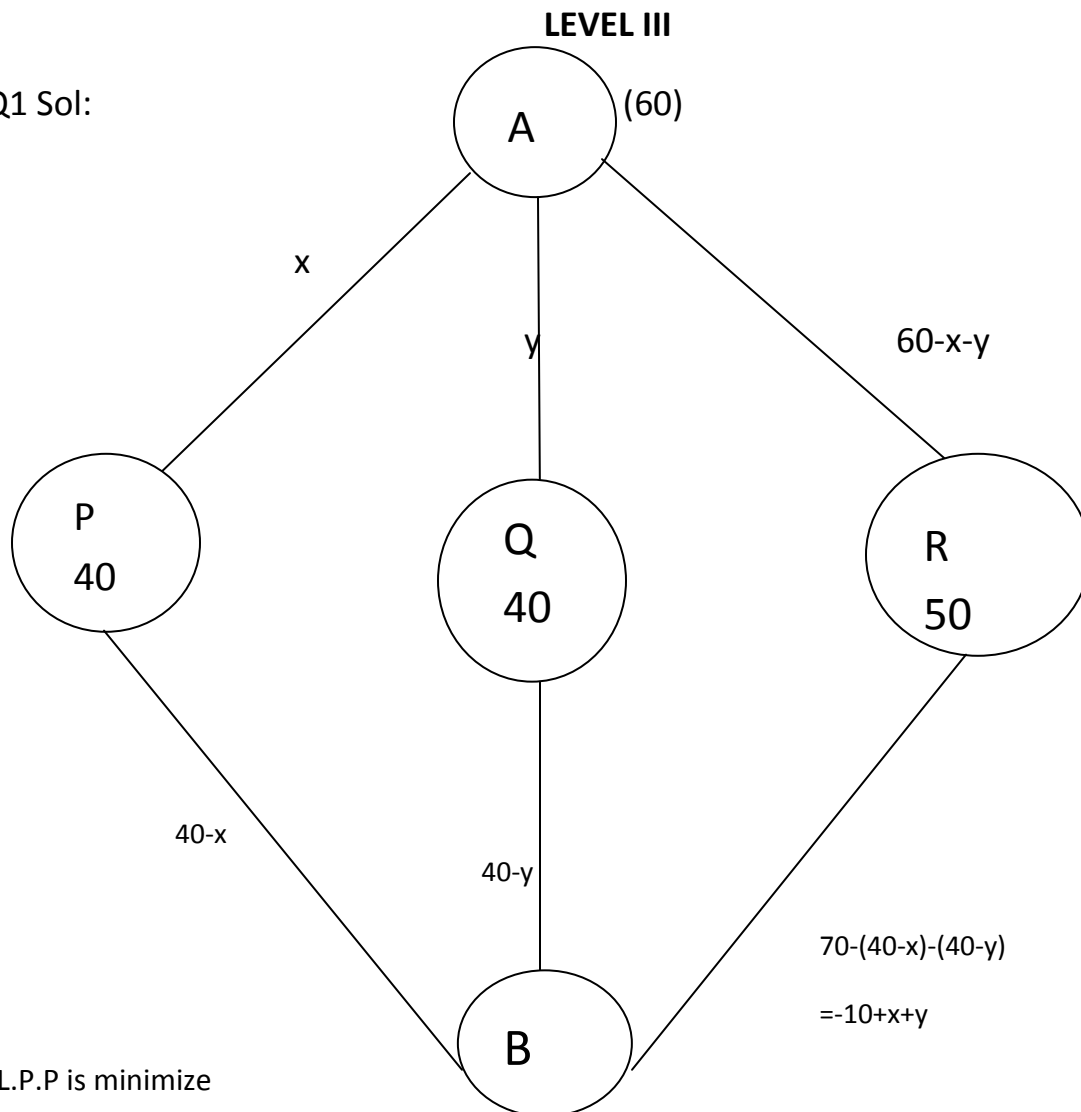 LEVEL III
Q1 Sol:
A
(60)
x
y
60-x-y
P
40
Q
40
R
50
40-x
40-y
70-(40-x)-(40-y)
=-10+x+y
B
L.P.P is minimize